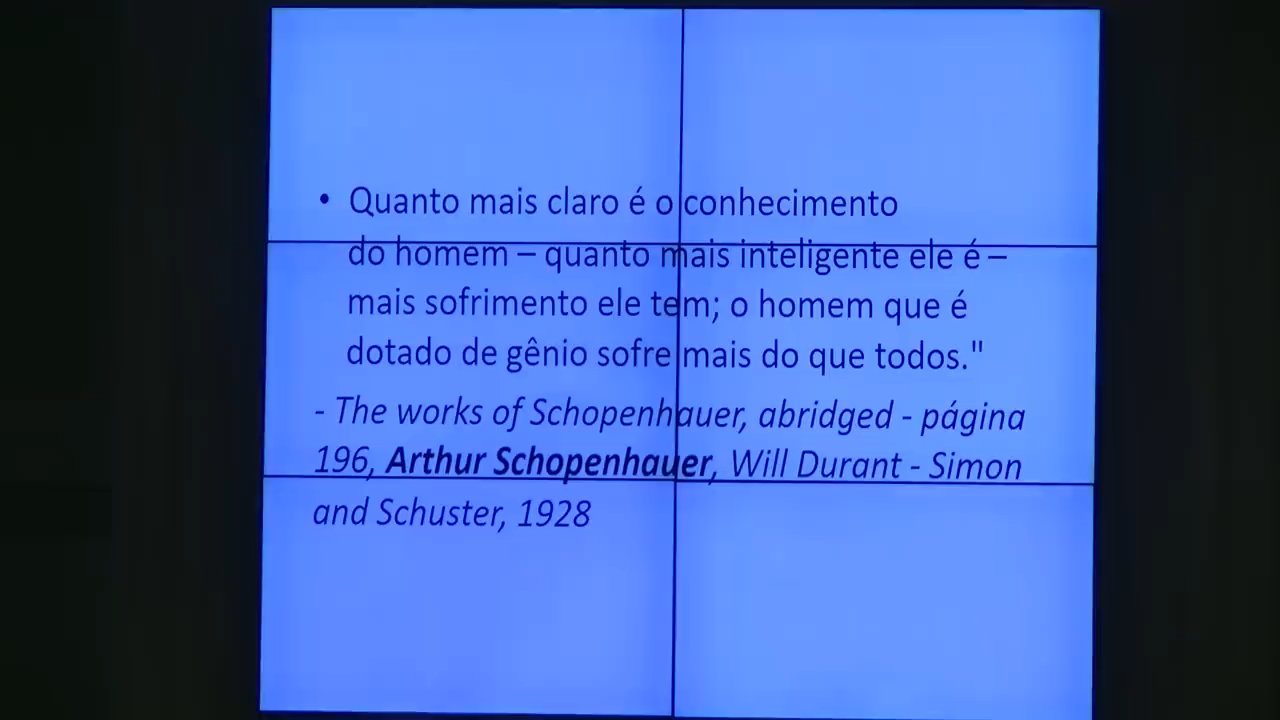 • Quanto mais claro é o conhecimento
do homem – quanto mais inteligente ele é –
mais sofrimento ele tem; o homem que é
dotado de gênio sofre mais do que todos."
- The works of Schopenhauer, abridged - página
196, Arthur Schopenhauer, Will Durant - Simon
and Schuster, 1928